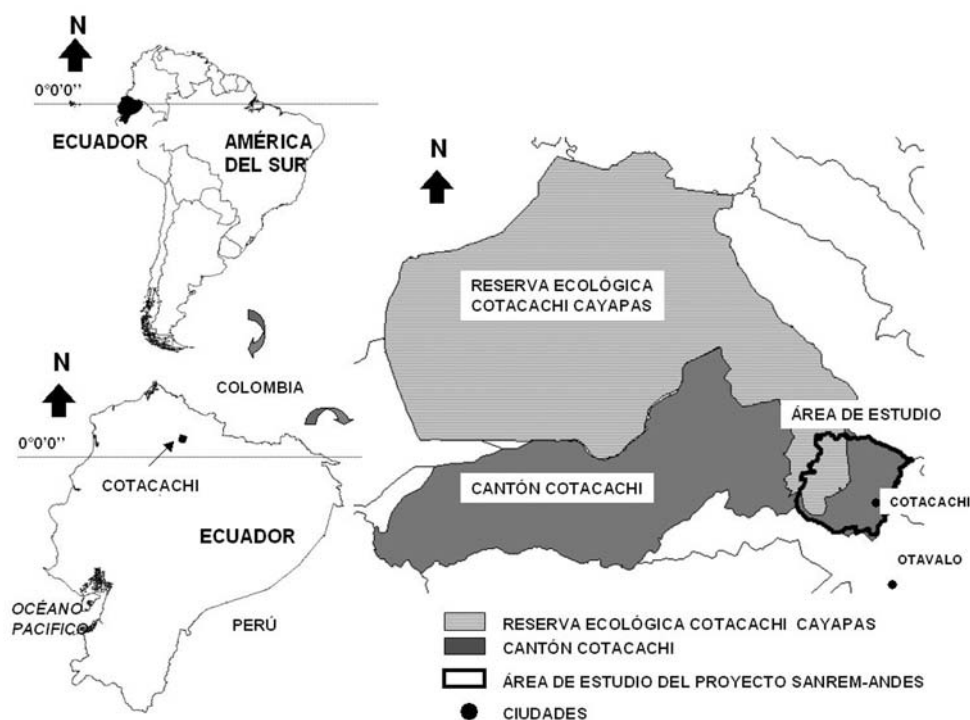 N
0°0'0''
ECUADOR
AMÉRICA
DEL SUR
N
COLOMBIA
0°0'0''
COTACACHI
ECUADOR
OCÉANO
PACIFICO
PERÚ
N
RESERVA ECOLÓGICA
COTACACHI CAYAPAS
ÁREA DE ESTUDIO
CANTÓN COTACACHI
COTACACHI
OTAVALO
RESERVA ECOLÓGICA COTACACHI CAYAPAS
CANTÓN COTACACHI
ÁREA DE ESTUDIO DEL PROYECTO SANREM-ANDES
CIUDADES